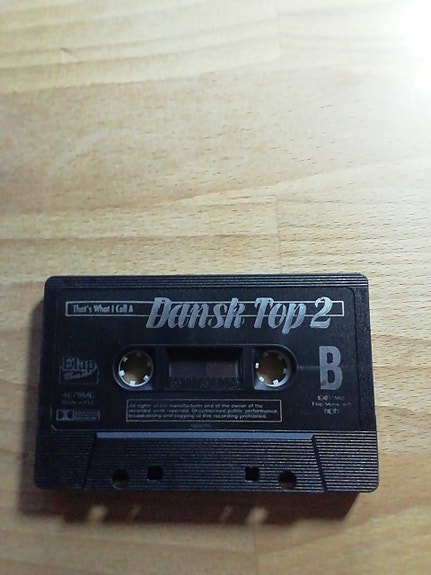 That's What I Call A
Dansk Top 2
B
Elap
All rights of the manufacturer and of the owner of the
recorded work reserved. Unauthorised public performance,
broadcasting and copying of this recording prohibited.